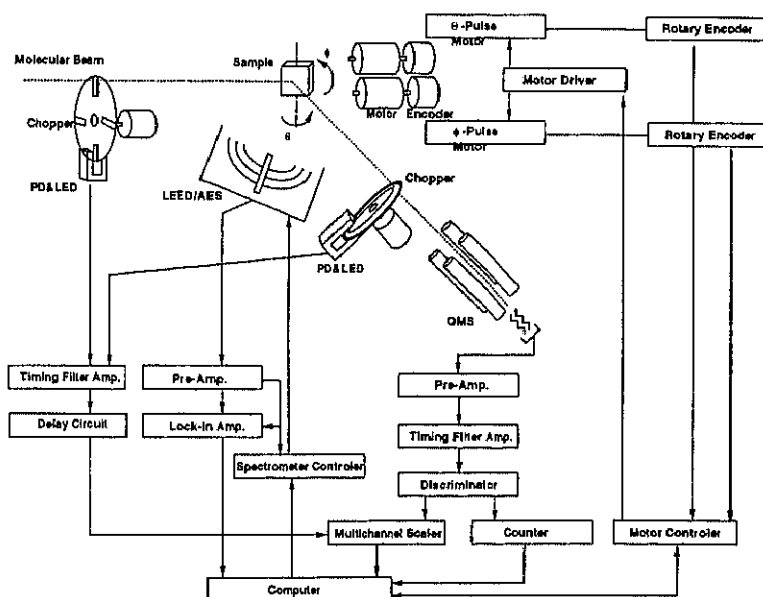 θ-Pulse
Motor
Rotary Encoder
Molecular Beam
Sample
ϕ
Motor Driver
Chopper
Motor Encoder
ϕ-Pulse
Motor
Rotary Encoder
θ
PD&LED
LEED/AES
Chopper
PD&LED
QMS
Timing Filter Amp.
Pre-Amp.
Pre-Amp.
Delay Circuit
Lock-in Amp.
Timing Filter Amp.
Spectrometer Controler
Discriminator
Multichannel Scaler
Counter
Motor Controler
Computer